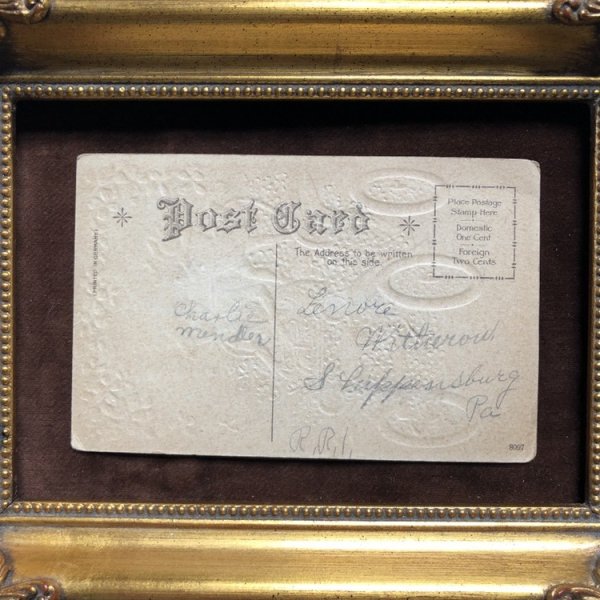 Post Card
Place Postage
Stamp Here
Domestic
One Cent
Foreign
Two Cents
PRINTED IN GERMANY
The Address to be written
on this side.
Charlie
Mender
Lenore
Witherow
Shippensburg
Pa
R.R.1.
8097